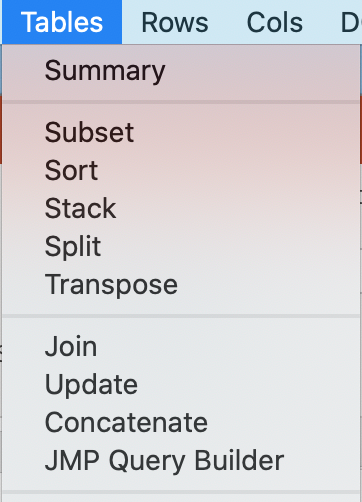 Tables Rows Cols
Summary
Subset
Sort
Stack
Split
Transpose
Join
Update
Concatenate
JMP Query Builder